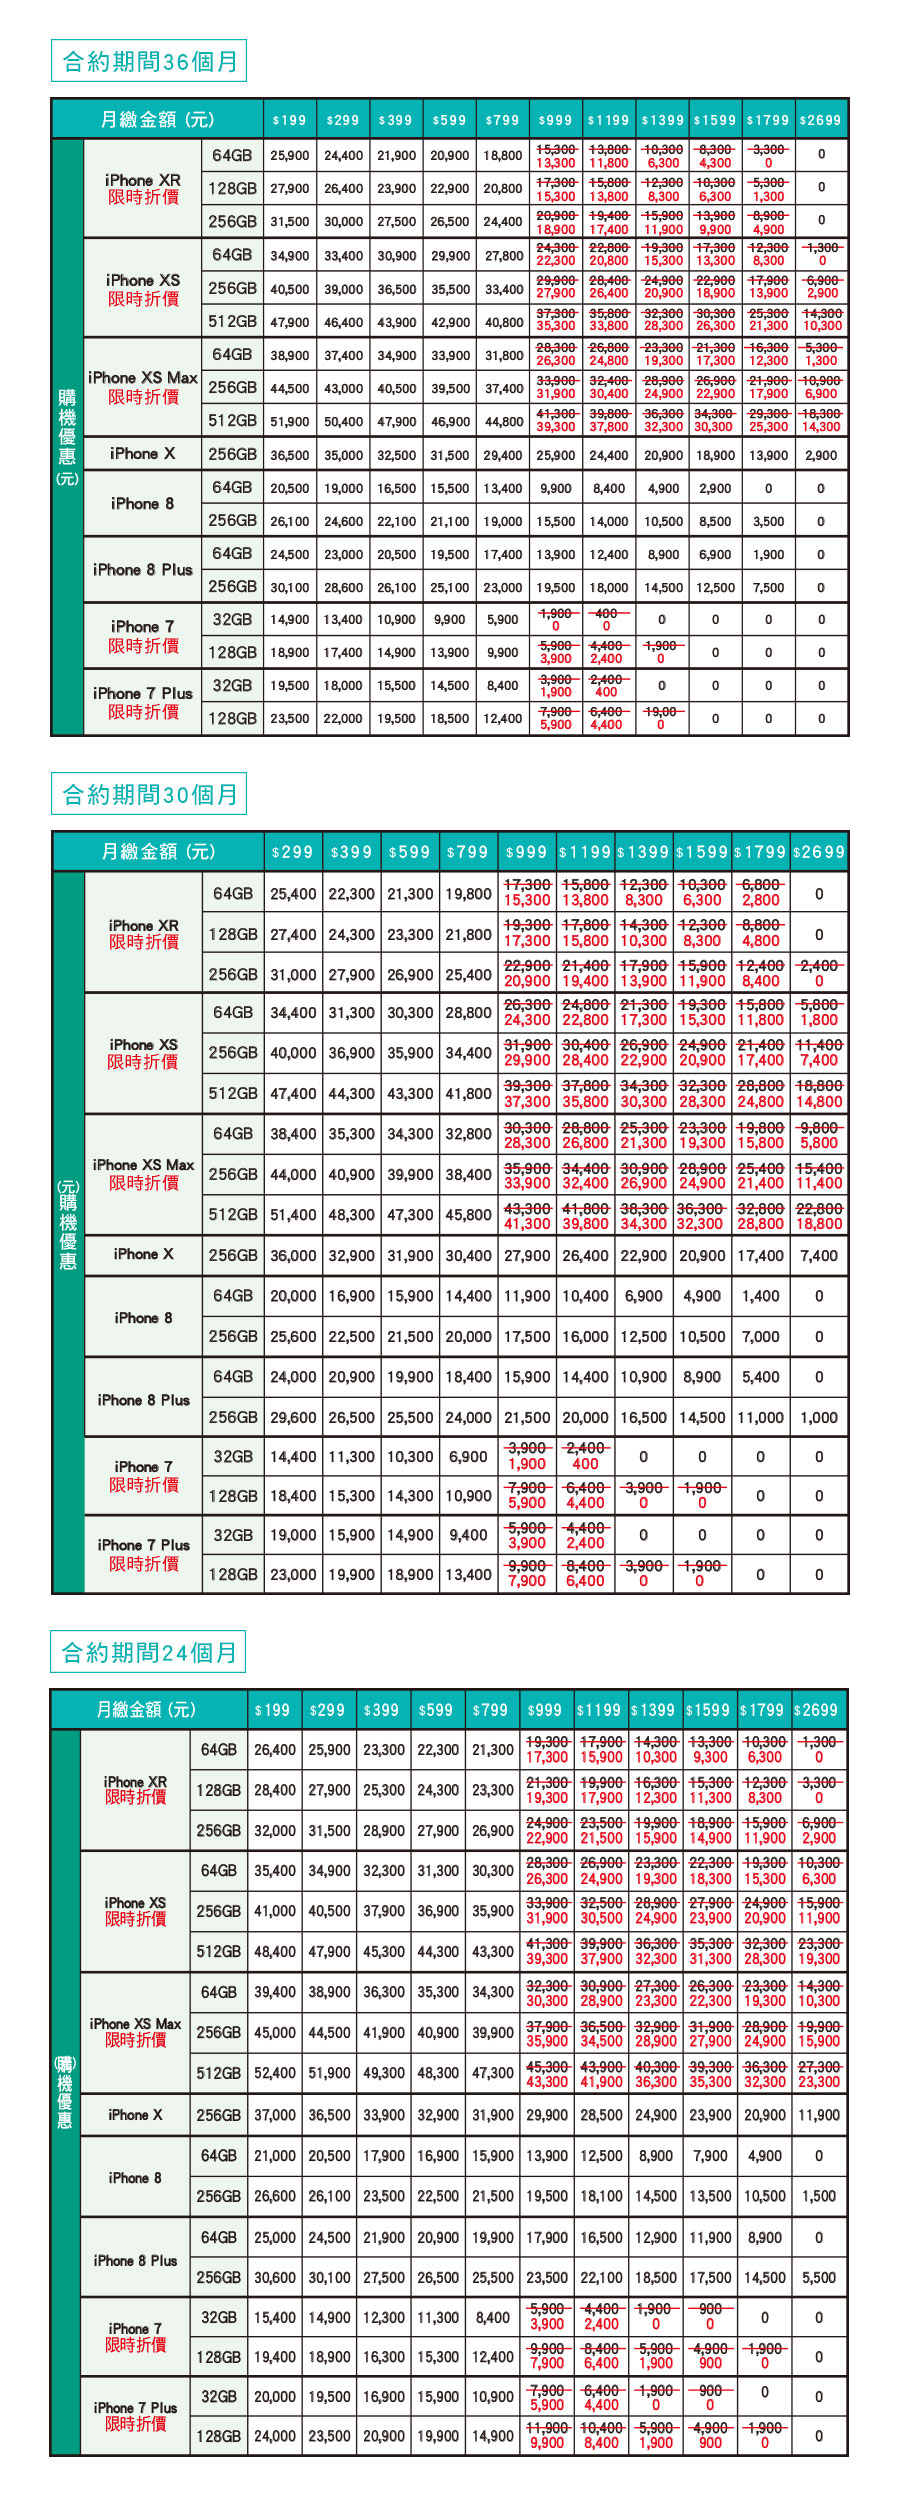 合約期間36個月
月繳金額 (元) $199 $299 $399 $599 $799 $999 $1199 $1399 $1599 $1799 $2699
購機優惠(元)
iPhone XR
限時折價
64GB 25,900 24,400 21,900 20,900 18,800 15,300 13,800 10,300 8,300 3,300 0
13,300 11,800 6,300 4,300 0
128GB 27,900 26,400 23,900 22,900 20,800 17,300 15,800 12,300 10,300 5,300 0
15,300 13,800 8,300 6,300 1,300
256GB 31,500 30,000 27,500 26,500 24,400 20,900 19,400 15,900 13,900 8,900 0
18,900 17,400 11,900 9,900 4,900
iPhone XS
限時折價
64GB 34,900 33,400 30,900 29,900 27,800 24,300 22,800 19,300 17,300 12,300 1,300
22,300 20,800 15,300 13,300 8,300 0
256GB 40,500 39,000 36,500 35,500 33,400 29,900 28,400 24,900 22,900 17,900 6,900
27,900 26,400 20,900 18,900 13,900 2,900
512GB 47,900 46,400 43,900 42,900 40,800 37,300 35,800 32,300 30,300 25,300 14,300
35,300 33,800 28,300 26,300 21,300 10,300
iPhone XS Max
限時折價
64GB 38,900 37,400 34,900 33,900 31,800 28,300 26,800 23,300 21,300 16,300 5,300
26,300 24,800 19,300 17,300 12,300 1,300
256GB 44,500 43,000 40,500 39,500 37,400 33,900 32,400 28,900 26,900 21,900 10,900
31,900 30,400 24,900 22,900 17,900 6,900
512GB 51,900 50,400 47,900 46,900 44,800 41,300 39,800 36,300 34,300 29,300 18,300
39,300 37,800 32,300 30,300 25,300 14,300
iPhone X 256GB 36,500 35,000 32,500 31,500 29,400 25,900 24,400 20,900 18,900 13,900 2,900
iPhone 8
64GB 20,500 19,000 16,500 15,500 13,400 9,900 8,400 4,900 2,900 0 0
256GB 26,100 24,600 22,100 21,100 19,000 15,500 14,000 10,500 8,500 3,500 0
iPhone 8 Plus
64GB 24,500 23,000 20,500 19,500 17,400 13,900 12,400 8,900 6,900 1,900 0
256GB 30,100 28,600 26,100 25,100 23,000 19,500 18,000 14,500 12,500 7,500 0
iPhone 7
限時折價
32GB 14,900 13,400 10,900 9,900 5,900 1,900 400 0 0 0 0
0 0
128GB 18,900 17,400 14,900 13,900 9,900 5,900 4,400 1,900 0 0 0
3,900 2,400 0
iPhone 7 Plus
限時折價
32GB 19,500 18,000 15,500 14,500 8,400 3,900 2,400 0 0 0 0
1,900 400
128GB 23,500 22,000 19,500 18,500 12,400 7,900 6,400 19,00 0 0 0
5,900 4,400 0
合約期間30個月
月繳金額 (元) $299 $399 $599 $799 $999 $1199 $1399 $1599 $1799 $2699
(元)購機優惠
iPhone XR
限時折價
64GB 25,400 22,300 21,300 19,800 17,300 15,800 12,300 10,300 6,800 0
15,300 13,800 8,300 6,300 2,800
128GB 27,400 24,300 23,300 21,800 19,300 17,800 14,300 12,300 8,800 0
17,300 15,800 10,300 8,300 4,800
256GB 31,000 27,900 26,900 25,400 22,900 21,400 17,900 15,900 12,400 2,400
20,900 19,400 13,900 11,900 8,400 0
iPhone XS
限時折價
64GB 34,400 31,300 30,300 28,800 26,300 24,800 21,300 19,300 15,800 5,800
24,300 22,800 17,300 15,300 11,800 1,800
256GB 40,000 36,900 35,900 34,400 31,900 30,400 26,900 24,900 21,400 11,400
29,900 28,400 22,900 20,900 17,400 7,400
512GB 47,400 44,300 43,300 41,800 39,300 37,800 34,300 32,300 28,800 18,800
37,300 35,800 30,300 28,300 24,800 14,800
iPhone XS Max
限時折價
64GB 38,400 35,300 34,300 32,800 30,300 28,800 25,300 23,300 19,800 9,800
28,300 26,800 21,300 19,300 15,800 5,800
256GB 44,000 40,900 39,900 38,400 35,900 34,400 30,900 28,900 25,400 15,400
33,900 32,400 26,900 24,900 21,400 11,400
512GB 51,400 48,300 47,300 45,800 43,300 41,800 38,300 36,300 32,800 22,800
41,300 39,800 34,300 32,300 28,800 18,800
iPhone X 256GB 36,000 32,900 31,900 30,400 27,900 26,400 22,900 20,900 17,400 7,400
iPhone 8
64GB 20,000 16,900 15,900 14,400 11,900 10,400 6,900 4,900 1,400 0
256GB 25,600 22,500 21,500 20,000 17,500 16,000 12,500 10,500 7,000 0
iPhone 8 Plus
64GB 24,000 20,900 19,900 18,400 15,900 14,400 10,900 8,900 5,400 0
256GB 29,600 26,500 25,500 24,000 21,500 20,000 16,500 14,500 11,000 1,000
iPhone 7
限時折價
32GB 14,400 11,300 10,300 6,900 3,900 2,400 0 0 0 0
1,900 400
128GB 18,400 15,300 14,300 10,900 7,900 6,400 3,900 1,900 0 0
5,900 4,400 0 0
iPhone 7 Plus
限時折價
32GB 19,000 15,900 14,900 9,400 5,900 4,400 0 0 0 0
3,900 2,400
128GB 23,000 19,900 18,900 13,400 9,900 8,400 3,900 1,900 0 0
7,900 6,400 0 0
合約期間24個月
月繳金額 (元) $199 $299 $399 $599 $799 $999 $1199 $1399 $1599 $1799 $2699
購機優惠
iPhone XR
限時折價
64GB 26,400 25,900 23,300 22,300 21,300 19,300 17,900 14,300 13,300 10,300 1,300
17,300 15,900 10,300 9,300 6,300 0
128GB 28,400 27,900 25,300 24,300 23,300 21,300 19,900 16,300 15,300 12,300 3,300
19,300 17,900 12,300 11,300 8,300 0
256GB 32,000 31,500 28,900 27,900 26,900 24,900 23,500 19,900 18,900 15,900 6,900
22,900 21,500 15,900 14,900 11,900 2,900
iPhone XS
限時折價
64GB 35,400 34,900 32,300 31,300 30,300 28,300 26,900 23,300 22,300 19,300 10,300
26,300 24,900 19,300 18,300 15,300 6,300
256GB 41,000 40,500 37,900 36,900 35,900 33,900 32,500 28,900 27,900 24,900 15,900
31,900 30,500 24,900 23,900 20,900 11,900
512GB 48,400 47,900 45,300 44,300 43,300 41,300 39,900 36,300 35,300 32,300 23,300
39,300 37,900 32,300 31,300 28,300 19,300
iPhone XS Max
限時折價
64GB 39,400 38,900 36,300 35,300 34,300 32,300 30,900 27,300 26,300 23,300 14,300
30,300 28,900 23,300 22,300 19,300 10,300
256GB 45,000 44,500 41,900 40,900 39,900 37,900 36,500 32,900 31,900 28,900 19,900
35,900 34,500 28,900 27,900 24,900 15,900
512GB 52,400 51,900 49,300 48,300 47,300 45,300 43,900 40,300 39,300 36,300 27,300
43,300 41,900 36,300 35,300 32,300 23,300
iPhone X 256GB 37,000 36,500 33,900 32,900 31,900 29,900 28,500 24,900 23,900 20,900 11,900
iPhone 8
64GB 21,000 20,500 17,900 16,900 15,900 13,900 12,500 8,900 7,900 4,900 0
256GB 26,600 26,100 23,500 22,500 21,500 19,500 18,100 14,500 13,500 10,500 1,500
iPhone 8 Plus
64GB 25,000 24,500 21,900 20,900 19,900 17,900 16,500 12,900 11,900 8,900 0
256GB 30,600 30,100 27,500 26,500 25,500 23,500 22,100 18,500 17,500 14,500 5,500
iPhone 7
限時折價
32GB 15,400 14,900 12,300 11,300 8,400 5,900 4,400 1,900 900 0 0
3,900 2,400 0 0
128GB 19,400 18,900 16,300 15,300 12,400 9,900 8,400 5,900 4,900 1,900 0
7,900 6,400 1,900 900 0
iPhone 7 Plus
限時折價
32GB 20,000 19,500 16,900 15,900 10,900 7,900 6,400 1,900 900 0 0
5,900 4,400 0 0
128GB 24,000 23,500 20,900 19,900 14,900 11,900 10,400 5,900 4,900 1,900 0
9,900 8,400 1,900 900 0